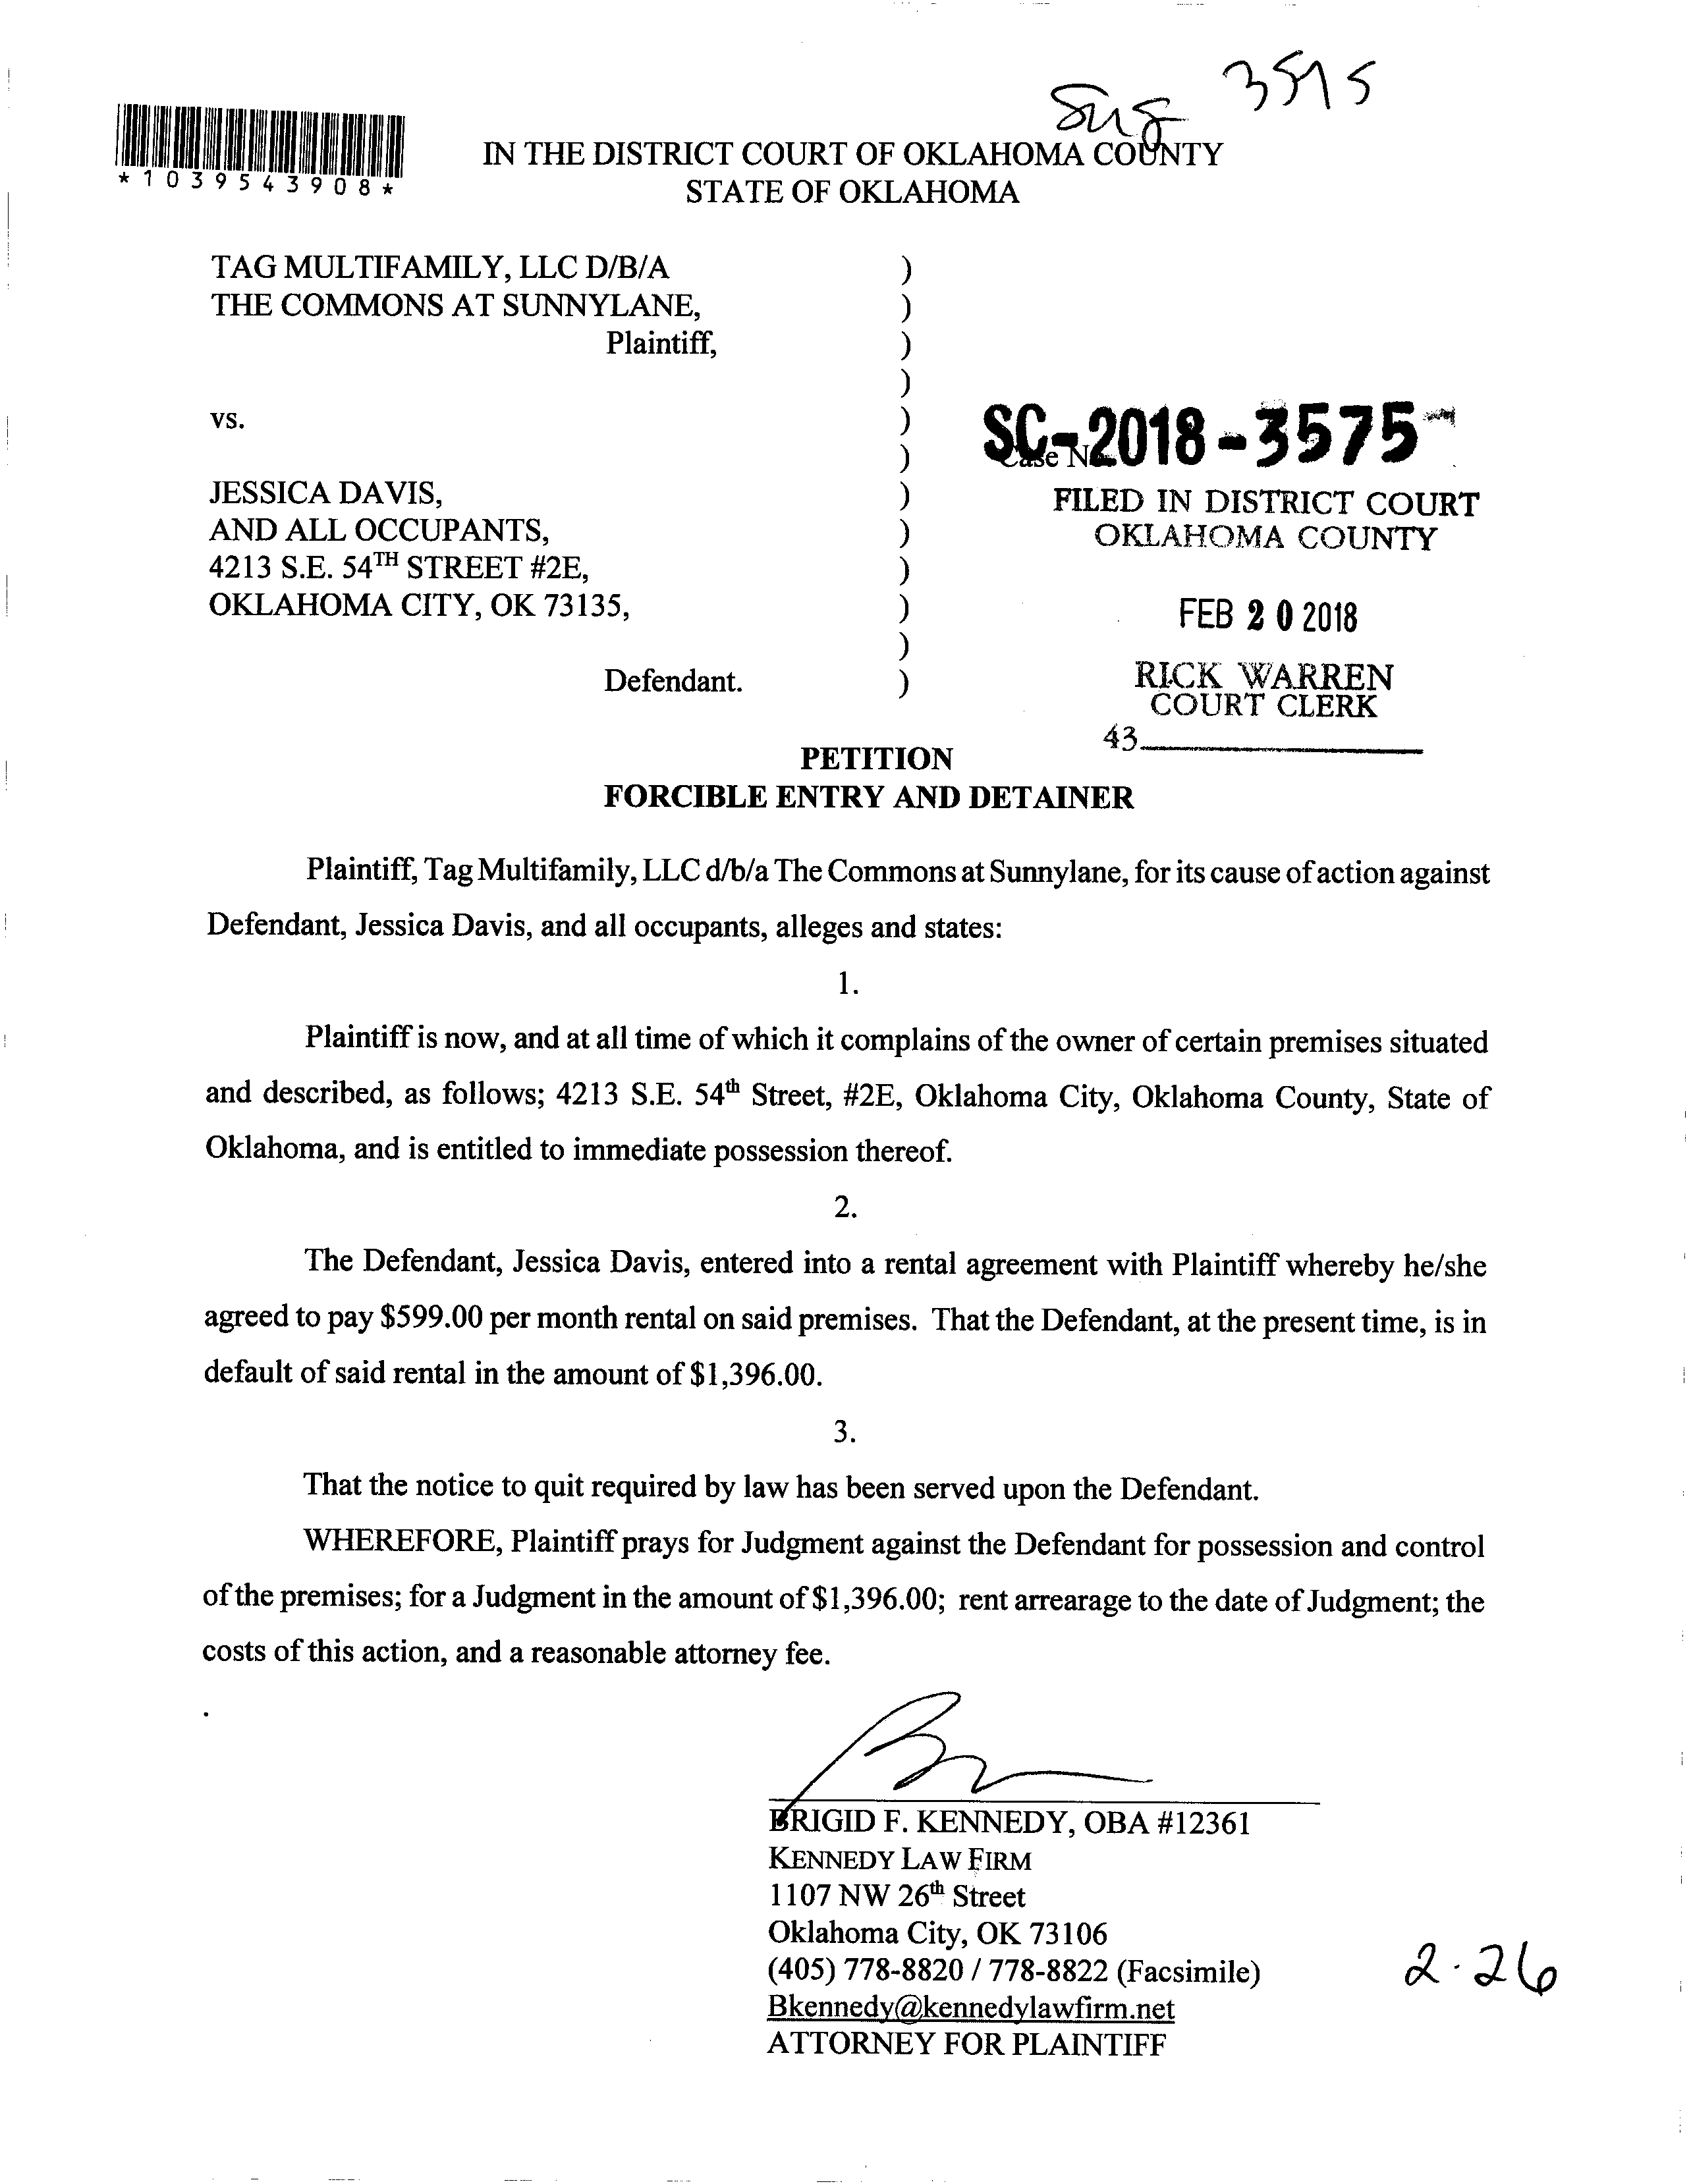 3595
*1039543908*
IN THE DISTRICT COURT OF OKLAHOMA COUNTY
STATE OF OKLAHOMA
TAG MULTIFAMILY, LLC D/B/A )
THE COMMONS AT SUNNYLANE, )
Plaintiff, )
)
vs. )
)
JESSICA DAVIS, )
AND ALL OCCUPANTS, )
4213 S.E. 54TH STREET #2E, )
OKLAHOMA CITY, OK 73135, )
)
Defendant. )
SC-2018-3575
Case N
FILED IN DISTRICT COURT
OKLAHOMA COUNTY
FEB 20 2018
RICK WARREN
COURT CLERK
43
PETITION
FORCIBLE ENTRY AND DETAINER
Plaintiff, Tag Multifamily, LLC d/b/a The Commons at Sunnylane, for its cause of action against
Defendant, Jessica Davis, and all occupants, alleges and states:
1.
Plaintiff is now, and at all time of which it complains of the owner of certain premises situated
and described, as follows; 4213 S.E. 54th Street, #2E, Oklahoma City, Oklahoma County, State of
Oklahoma, and is entitled to immediate possession thereof.
2.
The Defendant, Jessica Davis, entered into a rental agreement with Plaintiff whereby he/she
agreed to pay $599.00 per month rental on said premises. That the Defendant, at the present time, is in
default of said rental in the amount of $1,396.00.
3.
That the notice to quit required by law has been served upon the Defendant.
WHEREFORE, Plaintiff prays for Judgment against the Defendant for possession and control
of the premises; for a Judgment in the amount of $1,396.00; rent arrearage to the date of Judgment; the
costs of this action, and a reasonable attorney fee.
.
BRIGID F. KENNEDY, OBA #12361
KENNEDY LAW FIRM
1107 NW 26th Street
Oklahoma City, OK 73106
(405) 778-8820 / 778-8822 (Facsimile)
Bkennedy@kennedylawfirm.net
ATTORNEY FOR PLAINTIFF
2·26